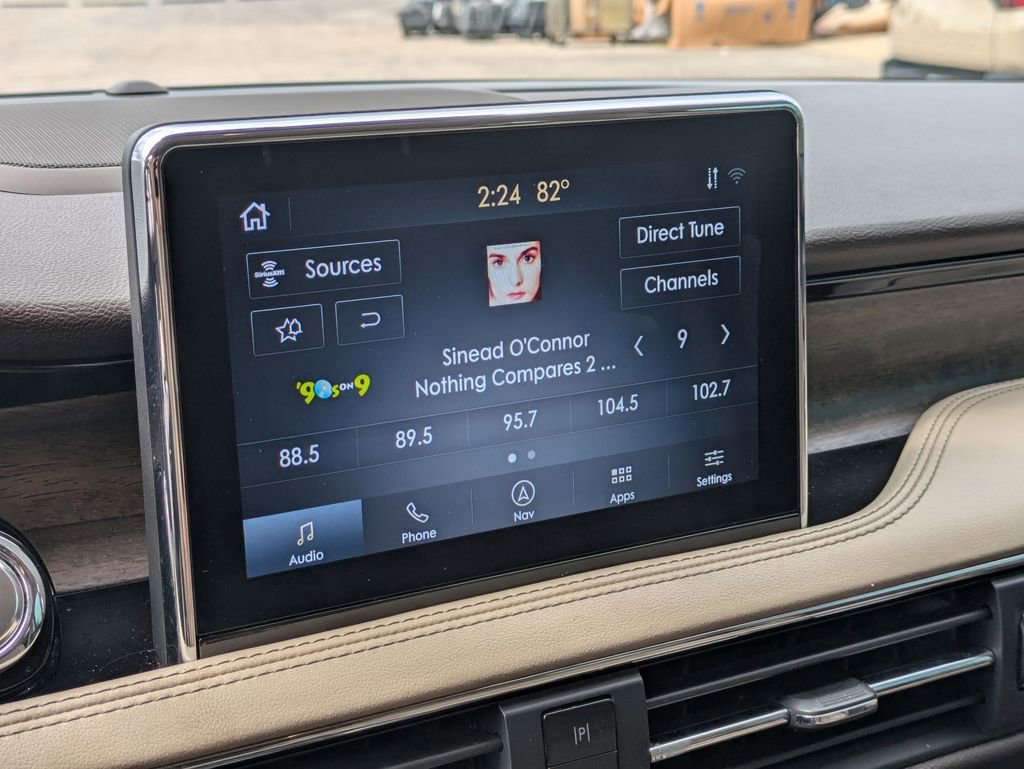 2:24 82°
SiriusXM Sources
Direct Tune
Channels
Sinead O'Connor
Nothing Compares 2 ...
9
'90s ON 9
88.5 89.5 95.7 104.5 102.7
Audio Phone Nav Apps Settings
|P|